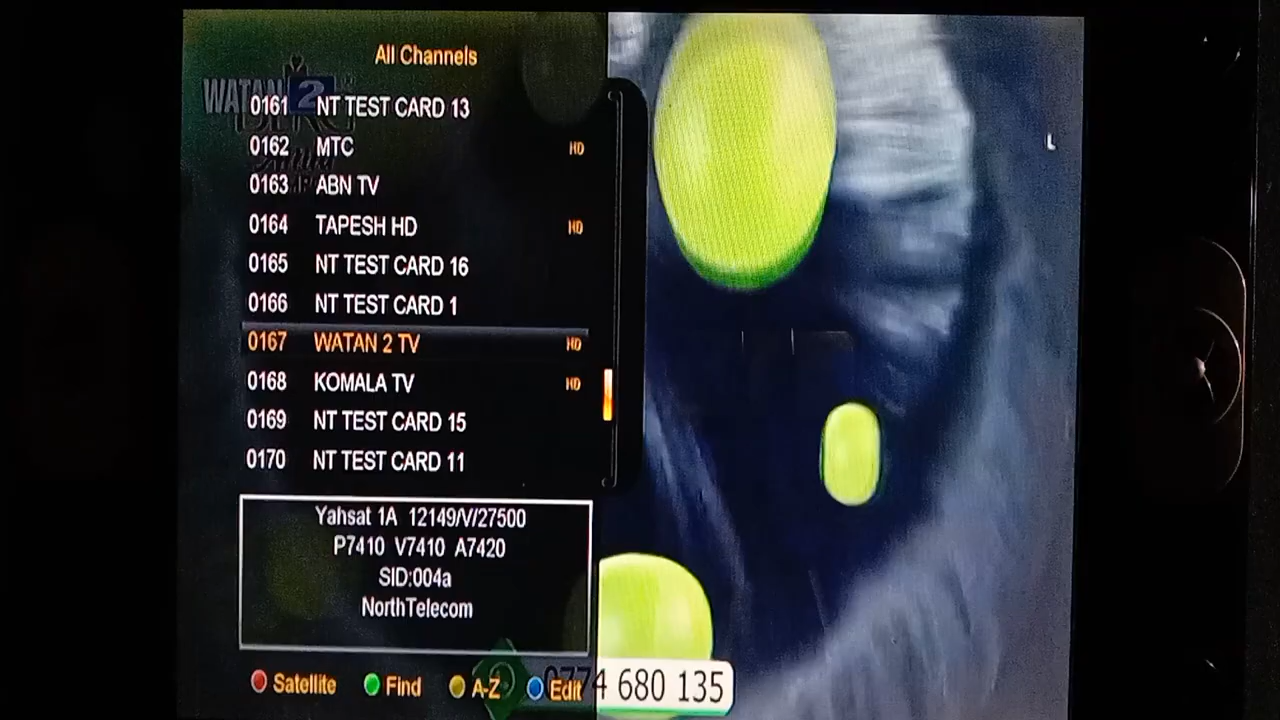 All Channels
WATAN 2
0161 NT TEST CARD 13
0162 MTC HD
0163 ABN TV
0164 TAPESH HD HD
0165 NT TEST CARD 16
0166 NT TEST CARD 1
0167 WATAN 2 TV HD
0168 KOMALA TV HD
0169 NT TEST CARD 15
0170 NT TEST CARD 11
Yahsat 1A 12149/V/27500
P7410 V7410 A7420
SID:004a
NorthTelecom
Satellite Find A-Z Edit
0774 680 135